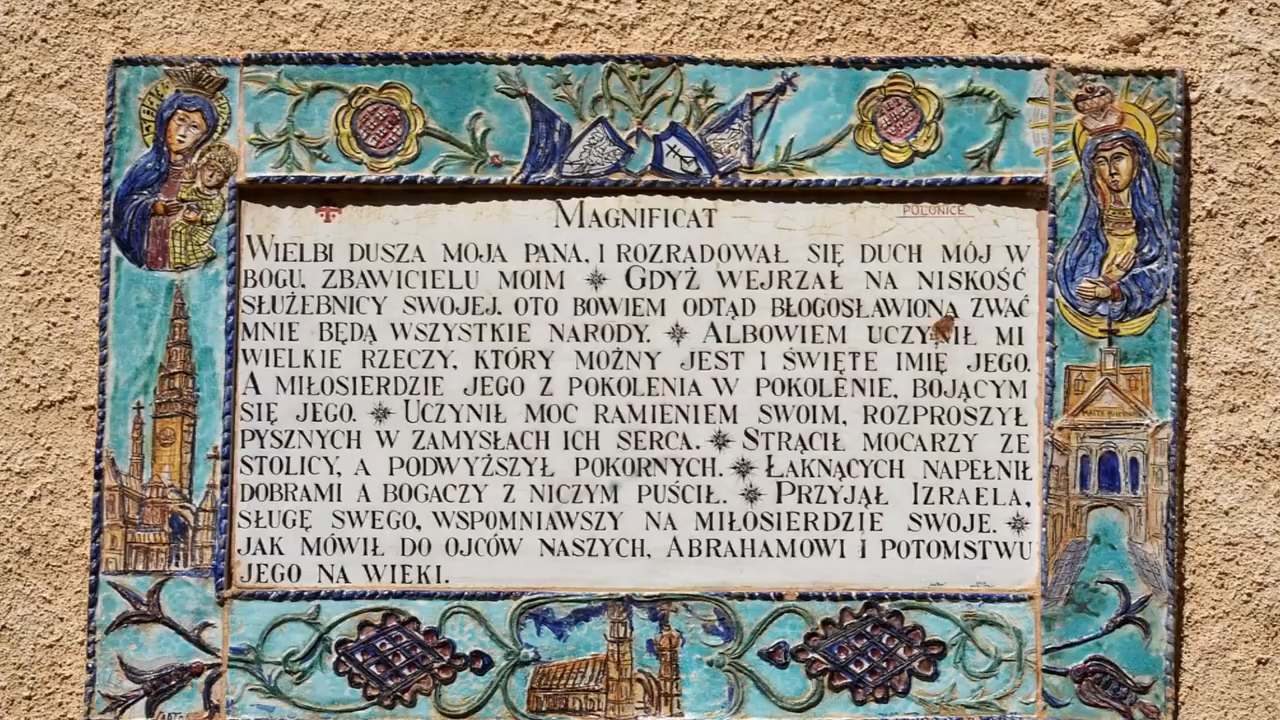 MAGNIFICAT
POLONICE
WIELBI DUSZA MOJA PANA, I ROZRADOWAŁ SIĘ DUCH MÓJ W
BOGU, ZBAWICIELU MOIM ✴ GDYŻ WEJRZAŁ NA NISKOŚĆ
SŁUŻEBNICY SWOJEJ. OTO BOWIEM ODTĄD BŁOGOSŁAWIONĄ ZWAĆ
MNIE BĘDĄ WSZYSTKIE NARODY. ✴ ALBOWIEM UCZYNIŁ MI
WIELKIE RZECZY, KTÓRY MOŻNY JEST I ŚWIĘTE IMIĘ JEGO.
A MIŁOSIERDZIE JEGO Z POKOLENIA W POKOLENIE, BOJĄCYM
SIĘ JEGO. ✴ UCZYNIŁ MOC RAMIENIEM SWOIM, ROZPROSZYŁ
PYSZNYCH W ZAMYSŁACH ICH SERCA. ✴ STRĄCIŁ MOCARZY ZE
STOLICY, A PODWYŻSZYŁ POKORNYCH. ✴ ŁAKNĄCYCH NAPEŁNIŁ
DOBRAMI A BOGACZY Z NICZYM PUŚCIŁ. ✴ PRZYJĄŁ IZRAELA,
SŁUGĘ SWEGO, WSPOMNIAWSZY NA MIŁOSIERDZIE SWOJE. ✴
JAK MÓWIŁ DO OJCÓW NASZYCH, ABRAHAMOWI I POTOMSTWU
JEGO NA WIEKI.